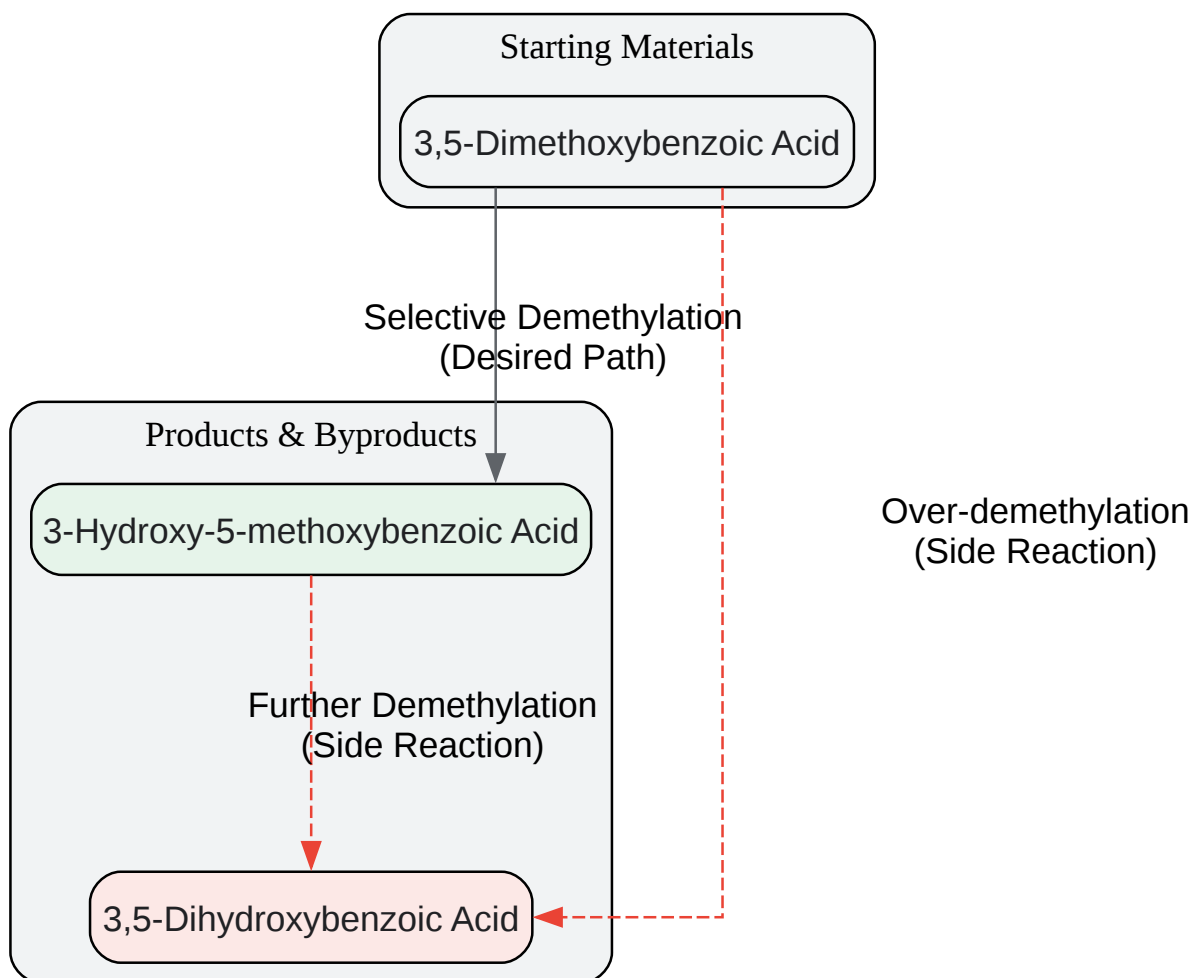 Starting Materials
3,5-Dimethoxybenzoic Acid
Selective Demethylation
(Desired Path)
Products & Byproducts
3-Hydroxy-5-methoxybenzoic Acid
Over-demethylation
(Side Reaction)
Further Demethylation
(Side Reaction)
3,5-Dihydroxybenzoic Acid